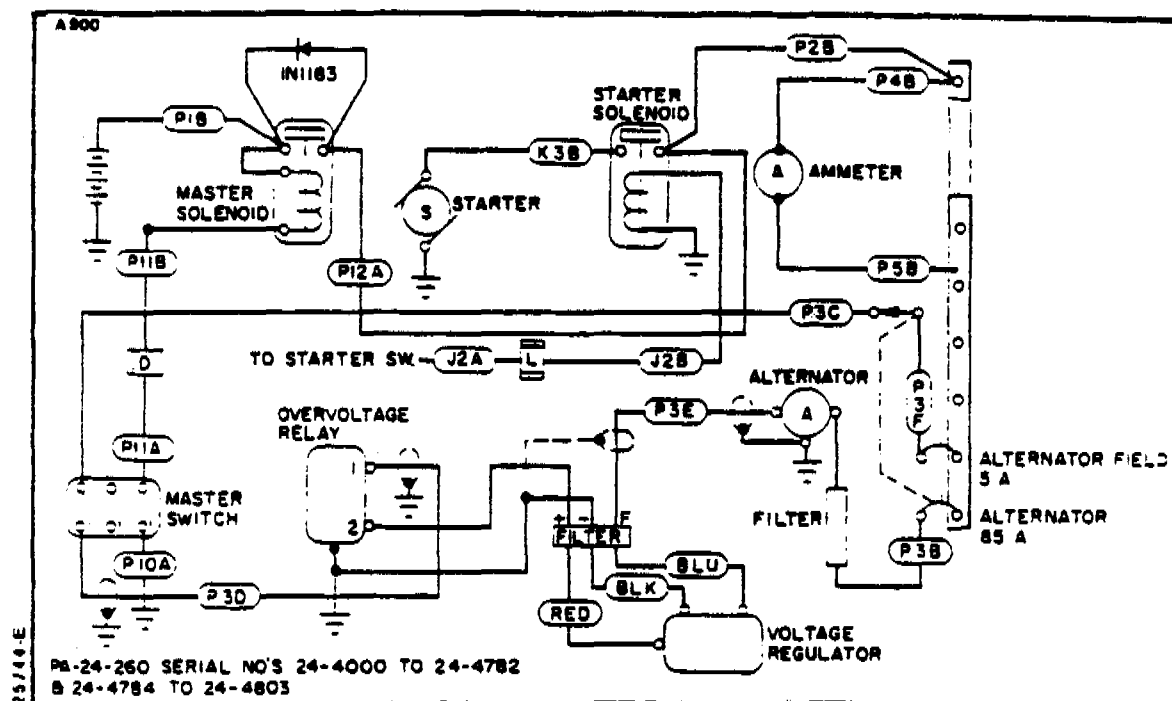 A900
P2B
IN1183
P4B
STARTER
SOLENOID
P1B
K3B
A
AMMETER
MASTER
SOLENOID
S
STARTER
P11B
P12A
P5B
P3C
TO STARTER SW.
J2A
L
J2B
D
ALTERNATOR
P3F
P3E
A
OVERVOLTAGE
RELAY
P11A
1
ALTERNATOR FIELD
5 A
MASTER
SWITCH
2
+ - F
FILTER
FILTER
ALTERNATOR
85 A
P10A
BLU
P3B
P3D
BLK
RED
VOLTAGE
REGULATOR
PA-24-260 SERIAL NO'S 24-4000 TO 24-4782
& 24-4784 TO 24-4803